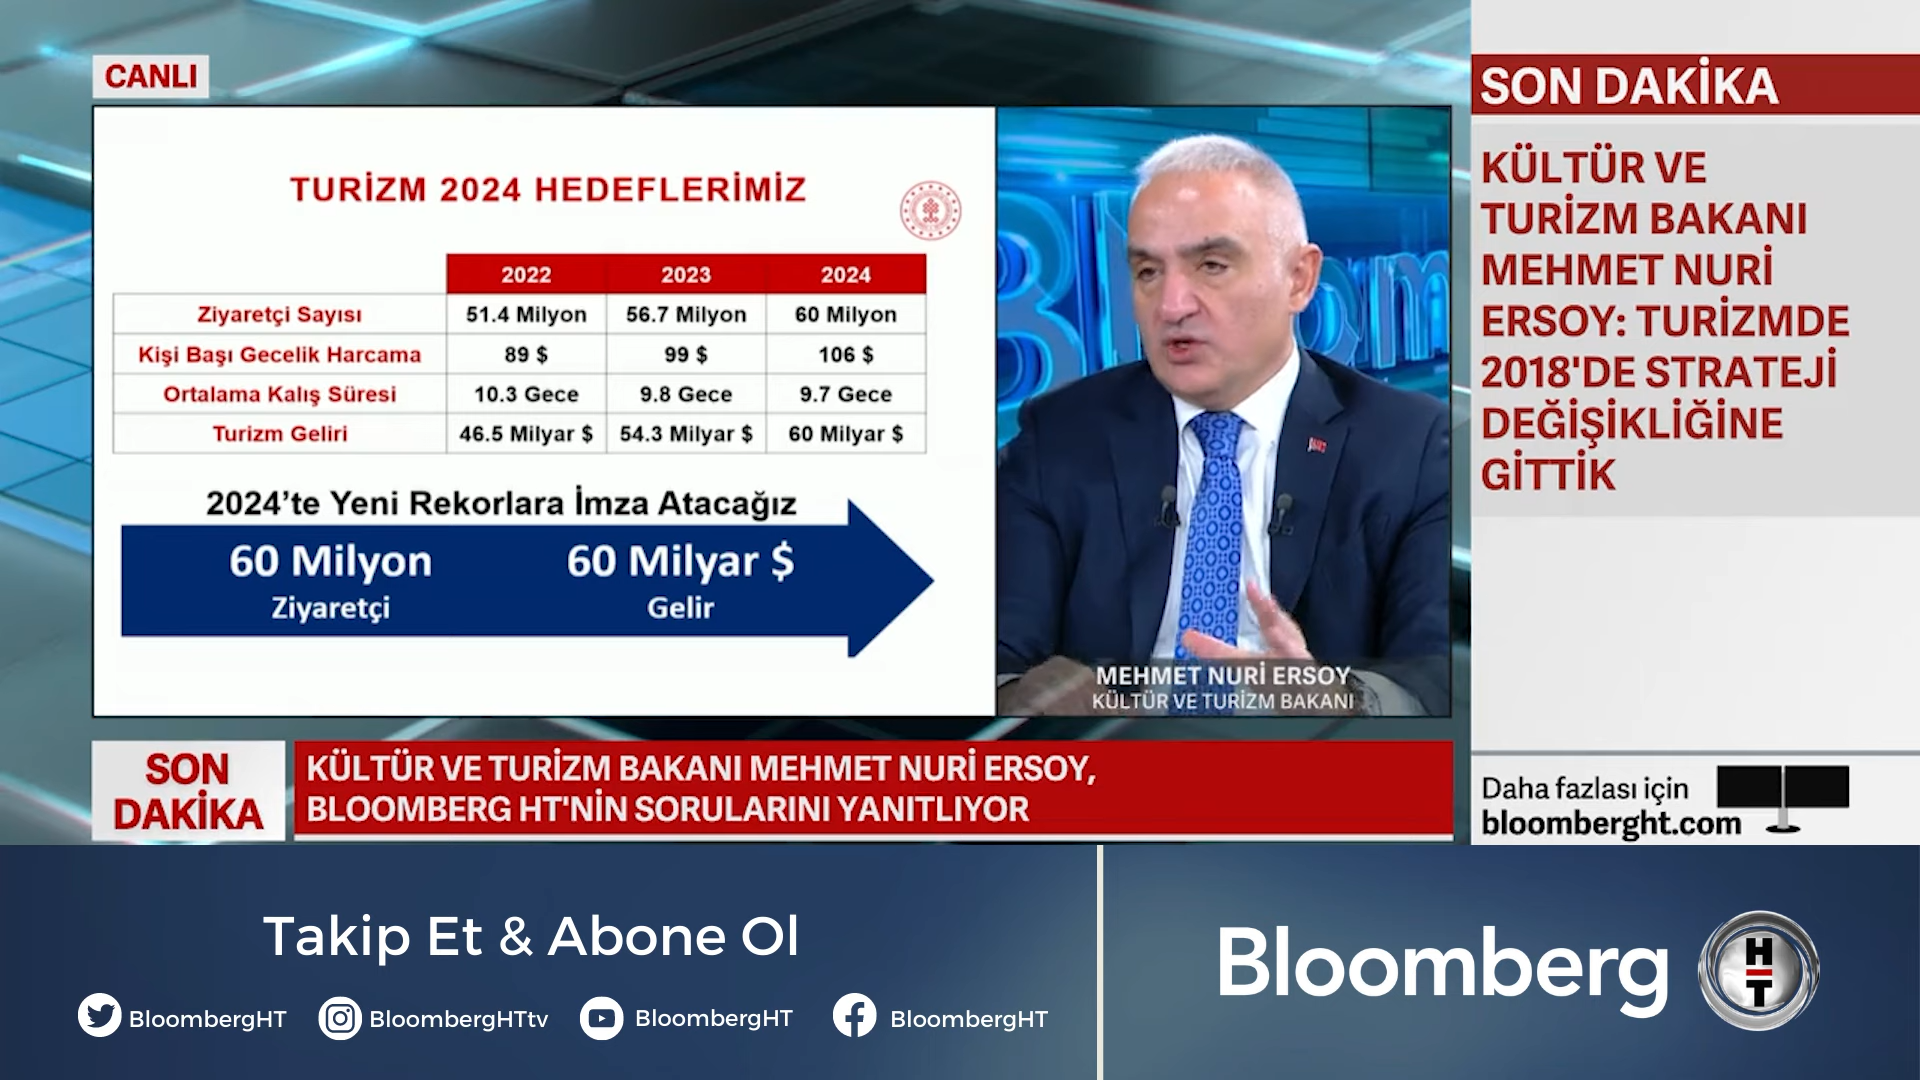 CANLI
TURİZM 2024 HEDEFLERİMİZ
2022 2023 2024
Ziyaretçi Sayısı 51.4 Milyon 56.7 Milyon 60 Milyon
Kişi Başı Gecelik Harcama 89 $ 99 $ 106 $
Ortalama Kalış Süresi 10.3 Gece 9.8 Gece 9.7 Gece
Turizm Geliri 46.5 Milyar $ 54.3 Milyar $ 60 Milyar $
2024’te Yeni Rekorlara İmza Atacağız
60 Milyon 60 Milyar $
Ziyaretçi Gelir
MEHMET NURİ ERSOY
KÜLTÜR VE TURİZM BAKANI
SON DAKİKA
KÜLTÜR VE
TURİZM BAKANI
MEHMET NURİ
ERSOY: TURİZMDE
2018'DE STRATEJİ
DEĞİŞİKLİĞİNE
GİTTİK
SON
DAKİKA
KÜLTÜR VE TURİZM BAKANI MEHMET NURİ ERSOY,
BLOOMBERG HT'NİN SORULARINI YANITLIYOR
Daha fazlası için
bloomberght.com
Takip Et & Abone Ol
BloombergHT BloombergHTtv BloombergHT BloombergHT
Bloomberg HT